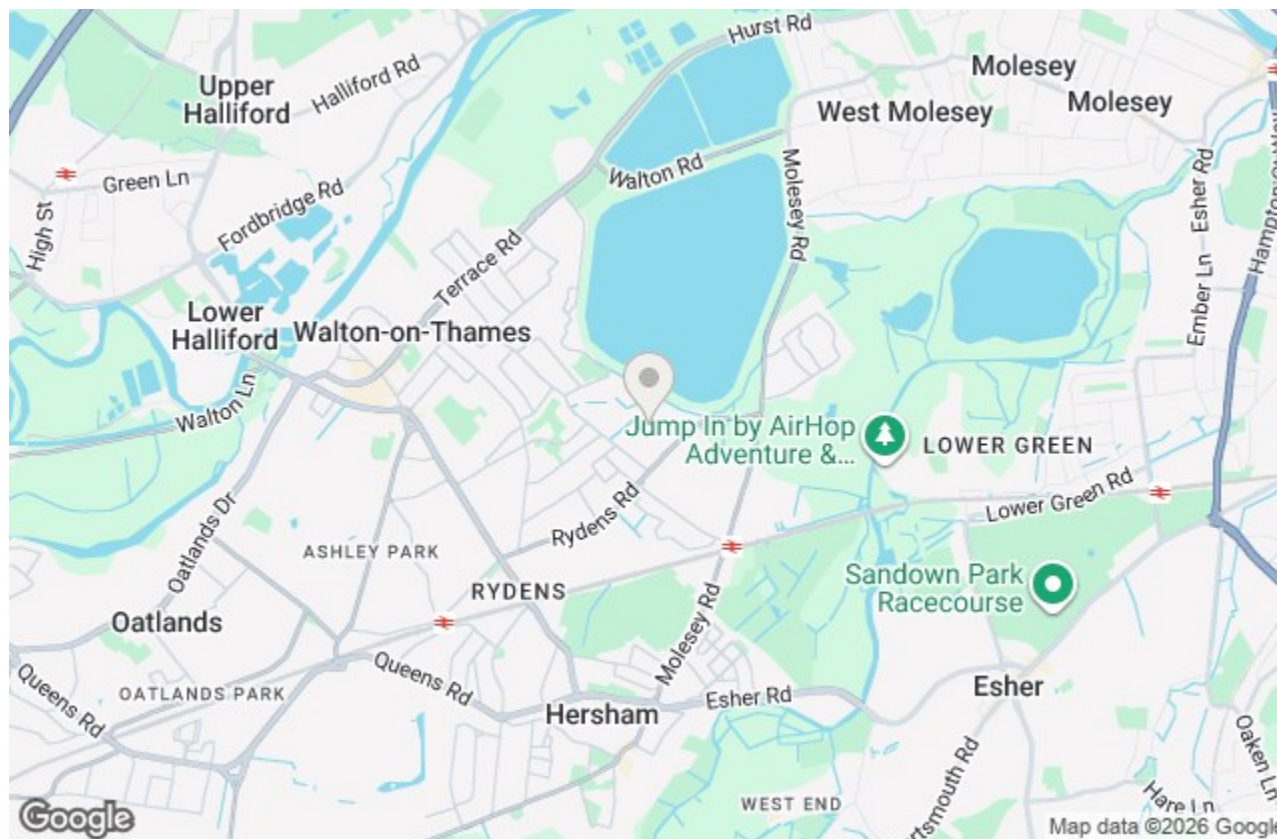 Hurst Rd
Upper
Halliford
Halliford Rd
Molesey
Molesey
West Molesey
Green Ln
Walton Rd
Molesey Rd
Esher Rd
High St
Fordbridge Rd
Terrace Rd
Ember Ln
Lower
Halliford
Walton-on-Thames
Walton Ln
Jump In by AirHop
Adventure &...
LOWER GREEN
Lower Green Rd
Oatlands Dr
Rydens Rd
ASHLEY PARK
RYDENS
Sandown Park
Racecourse
Oatlands
Molesey Rd
Queens Rd
OATLANDS PARK
Queens Rd
Esher Rd
Esher
Hersham
Oaken Ln
WEST END
Hare Ln
Google
Map data ©2026 Google